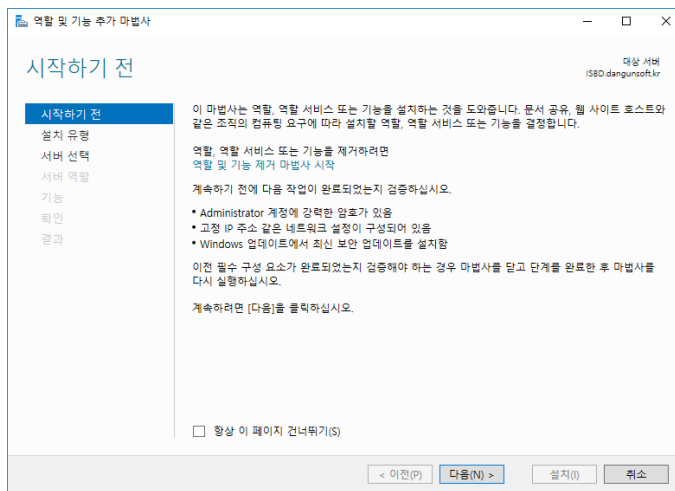 역할 및 기능 추가 마법사
시작하기 전
대상 서버
ISBD.dangunsoft.kr
시작하기 전
설치 유형
서버 선택
서버 역할
기능
확인
결과
이 마법사는 역할, 역할 서비스 또는 기능을 설치하는 것을 도와줍니다. 문서 공유, 웹 사이트 호스트와
같은 조직의 컴퓨팅 요구에 따라 설치할 역할, 역할 서비스 또는 기능을 결정합니다.
역할, 역할 서비스 또는 기능을 제거하려면
역할 및 기능 제거 마법사 시작
계속하기 전에 다음 작업이 완료되었는지 검증하십시오.
• Administrator 계정에 강력한 암호가 있음
• 고정 IP 주소 같은 네트워크 설정이 구성되어 있음
• Windows 업데이트에서 최신 보안 업데이트를 설치함
이전 필수 구성 요소가 완료되었는지 검증해야 하는 경우 마법사를 닫고 단계를 완료한 후 마법사를
다시 실행하십시오.
계속하려면 [다음]을 클릭하십시오.
항상 이 페이지 건너뛰기(S)
< 이전(P)
다음(N) >
설치(I)
취소